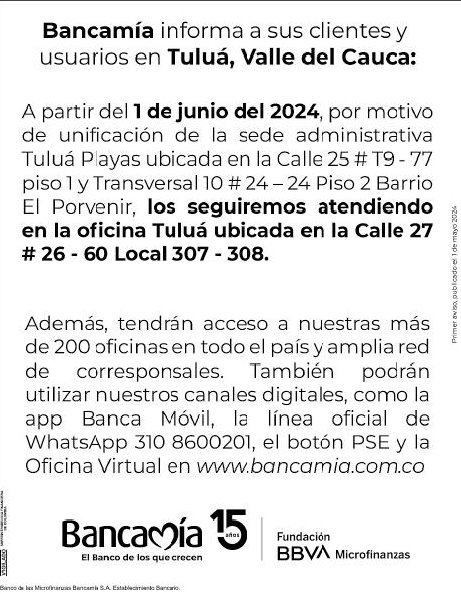 Bancamía informa a sus clientes y
usuarios en Tuluá, Valle del Cauca:
A partir del 1 de junio del 2024, por motivo
de unificación de la sede administrativa
Tuluá Playas ubicada en la Calle 25 # T9 - 77
piso 1 y Transversal 10 # 24 – 24 Piso 2 Barrio
El Porvenir, los seguiremos atendiendo
en la oficina Tuluá ubicada en la Calle 27
# 26 - 60 Local 307 - 308.
Además, tendrán acceso a nuestras más
de 200 oficinas en todo el país y amplia red
de corresponsales. También podrán
utilizar nuestros canales digitales, como la
app Banca Móvil, la línea oficial de
WhatsApp 310 8600201, el botón PSE y la
Oficina Virtual en www.bancamia.com.co
Primer aviso, publicado el 1 de mayo 2024
Bancamía 15 años
El Banco de los que crecen
Fundación
BBVA Microfinanzas
VIGILADO
Banco de las Microfinanzas Bancamía S.A. Establecimiento Bancario.